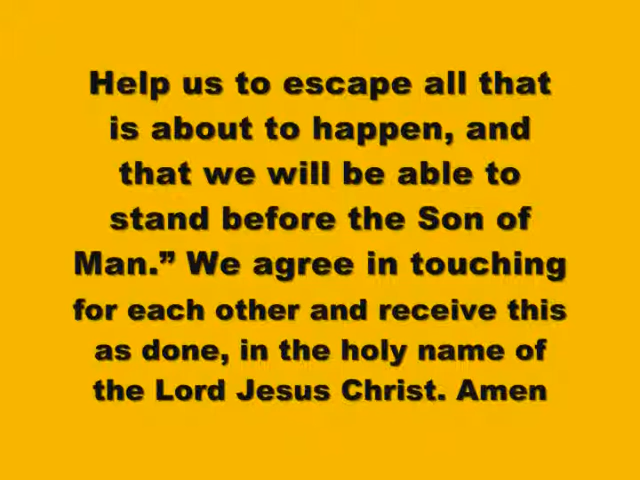 Help us to escape all that
is about to happen, and
that we will be able to
stand before the Son of
Man.” We agree in touching
for each other and receive this
as done, in the holy name of
the Lord Jesus Christ. Amen